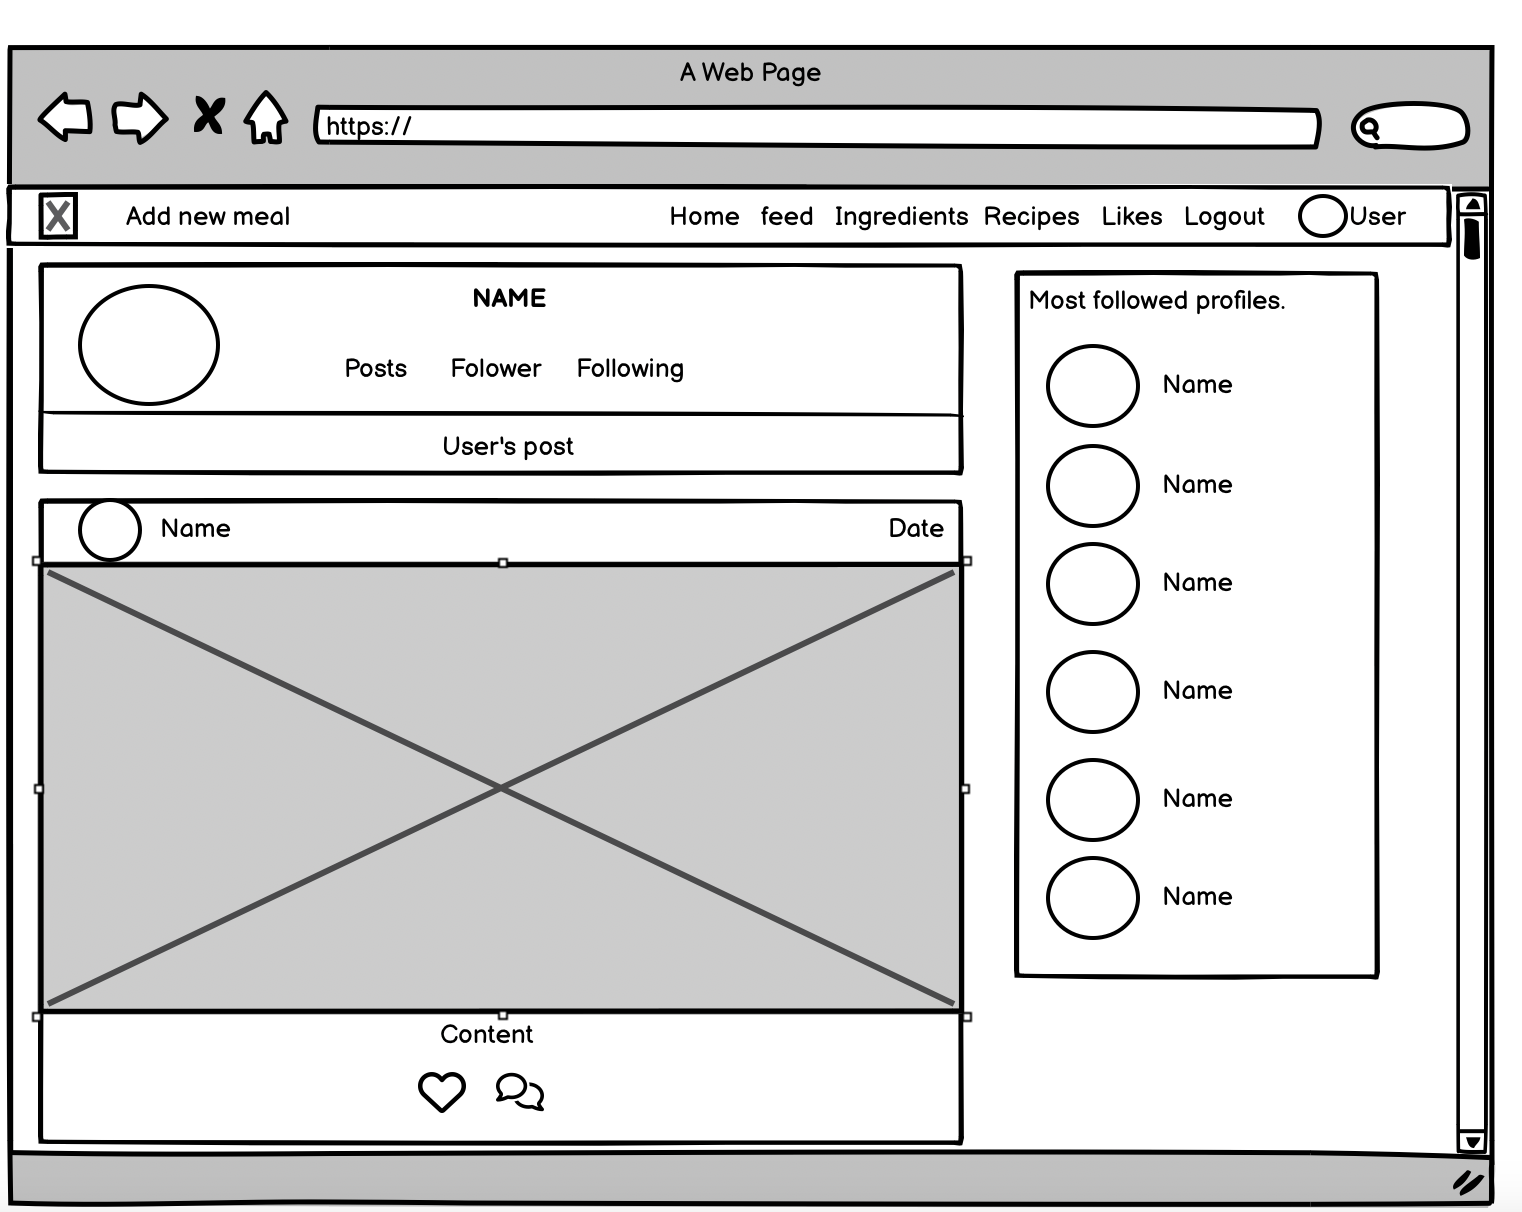 A Web Page
https://
Add new meal Home feed Ingredients Recipes Likes Logout User
NAME
Posts Folower Following
User's post
Name Date
Content
Most followed profiles.
Name
Name
Name
Name
Name
Name